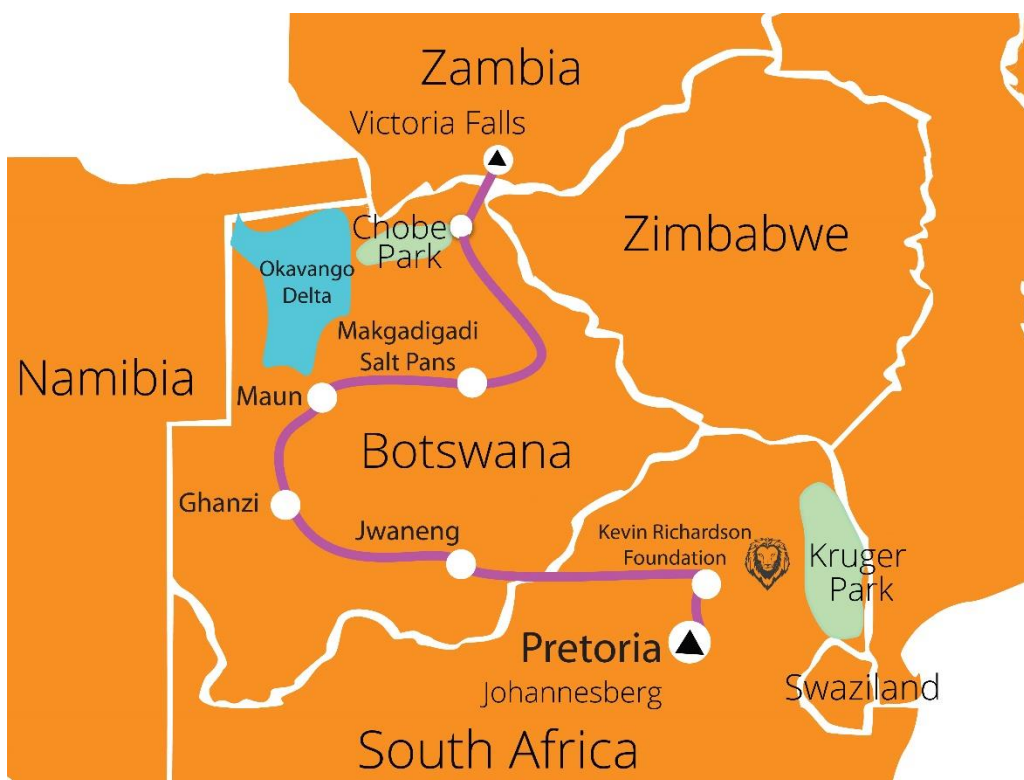 Zambia
Victoria Falls
Zimbabwe
Chobe
Park
Okavango
Delta
Makgadigadi
Salt Pans
Namibia
Maun
Botswana
Ghanzi
Jwaneng
Kevin Richardson
Foundation
Kruger
Park
Pretoria
Johannesberg
Swaziland
South Africa